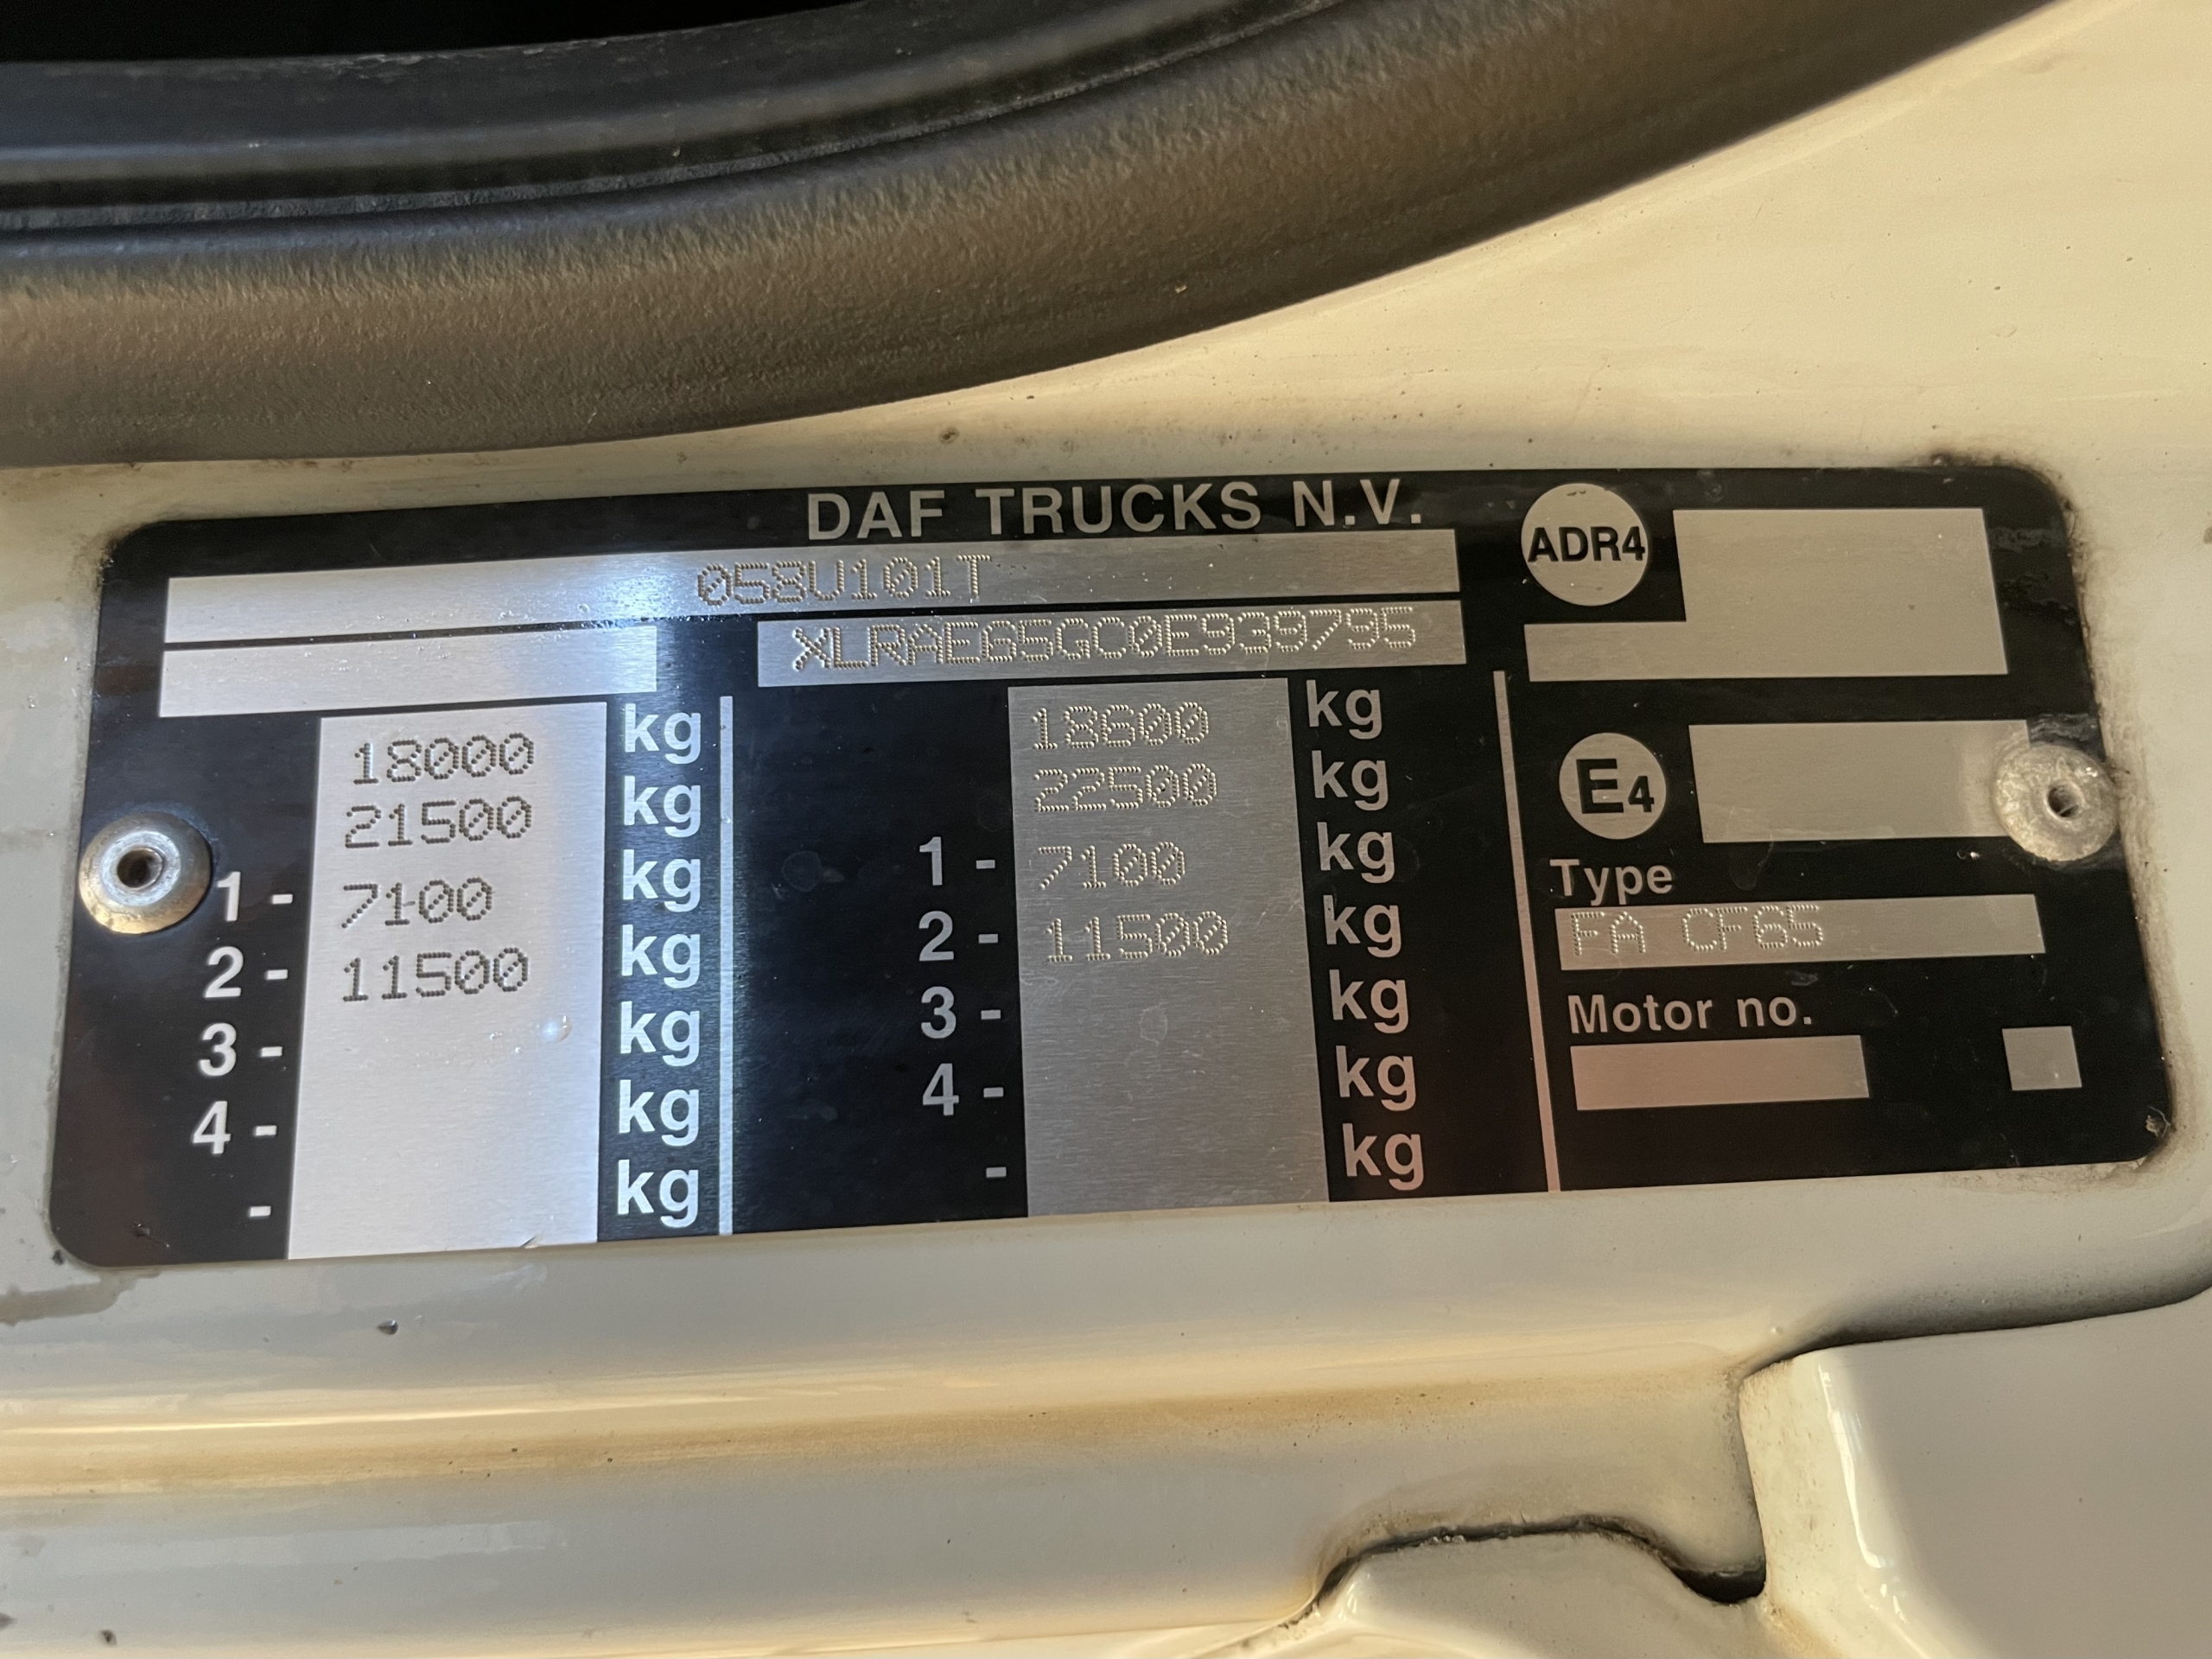 DAF TRUCKS N.V.
058U101T
XLRAE65GC0E939795
18000 kg
21500 kg
1 - 7100 kg
2 - 11500 kg
3 - kg
4 - kg
- kg
18600 kg
22500 kg
1 - 7100 kg
2 - 11500 kg
3 - kg
4 - kg
- kg
ADR4
E4
Type
FA CF65
Motor no.